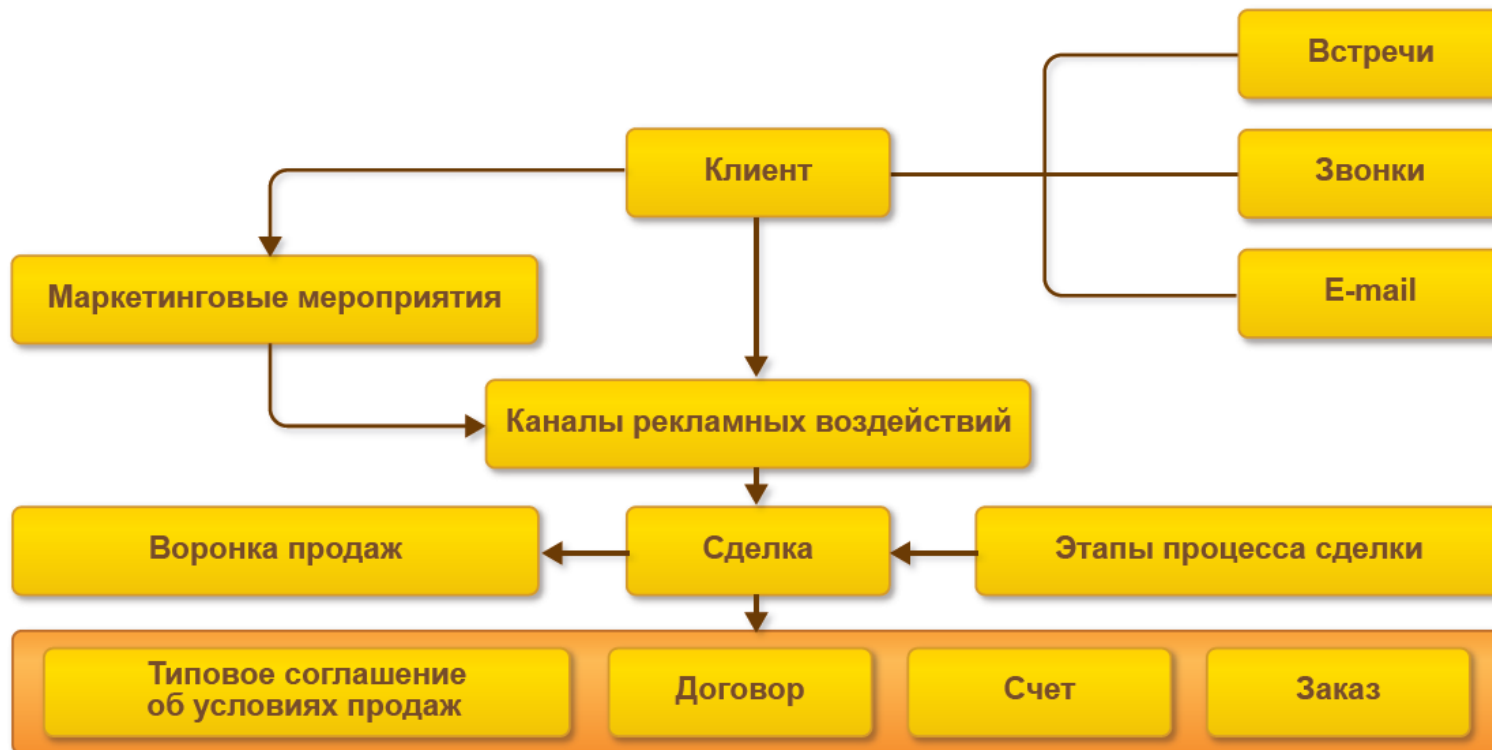 Встречи
Клиент
Звонки
Маркетинговые мероприятия
E-mail
Каналы рекламных воздействий
Воронка продаж
Сделка
Этапы процесса сделки
Типовое соглашение
об условиях продаж
Договор
Счет
Заказ